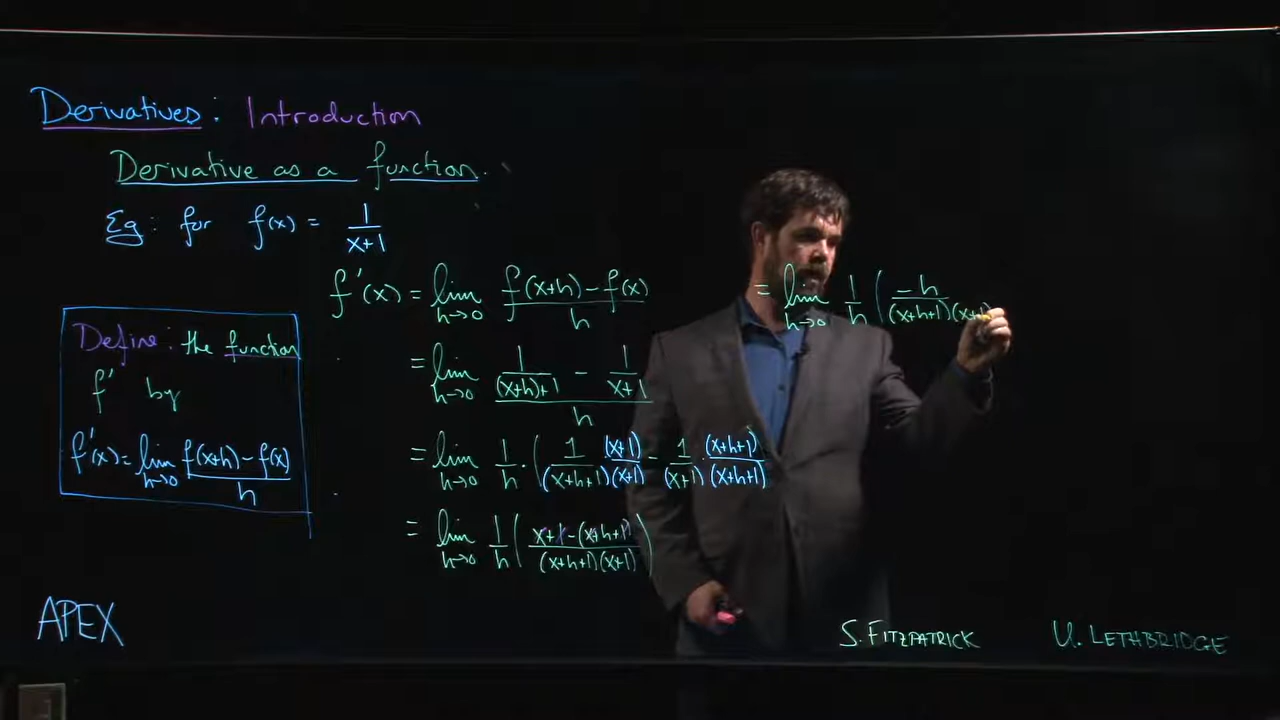 Derivatives: Introduction
Derivative as a function.
Eg: for f(x) = 1/(x+1)
f'(x) = lim h→0 (f(x+h) − f(x))/h
= lim h→0 (1/((x+h)+1) − 1/(x+1))/h
= lim h→0 1/h · ( 1/(x+h+1) (x+1)/(x+1) − 1/(x+1) · (x+h+1)/(x+h+1)
= lim h→0 1/h ( (x+1−(x+h+1))/((x+h+1)(x+1)) )
= lim h→0 1/h ( −h/((x+h+1)(x+
Define: the function
f' by
f'(x) = lim h→0 (f(x+h) − f(x))/h
APEX
S. FITZPATRICK
U. LETHBRIDGE